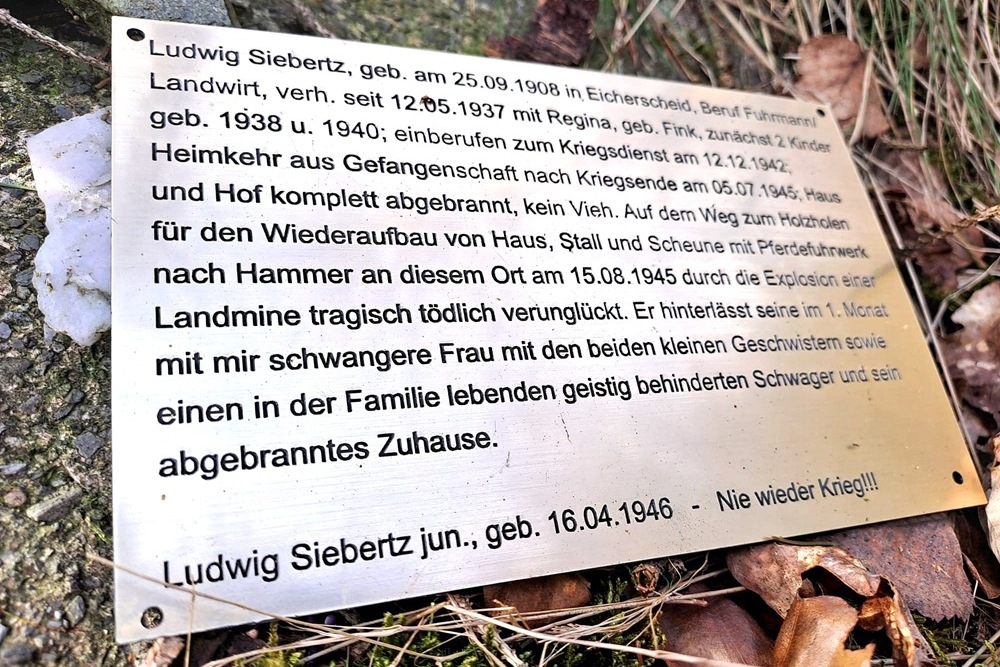 Ludwig Siebertz, geb. am 25.09.1908 in Eicherscheid, Beruf Fuhrmann/
Landwirt, verh. seit 12.05.1937 mit Regina, geb. Fink, zunächst 2 Kinder
geb. 1938 u. 1940; einberufen zum Kriegsdienst am 12.12.1942;
Heimkehr aus Gefangenschaft nach Kriegsende am 05.07.1945; Haus
und Hof komplett abgebrannt, kein Vieh. Auf dem Weg zum Holzholen
für den Wiederaufbau von Haus, Stall und Scheune mit Pferdefuhrwerk
nach Hammer an diesem Ort am 15.08.1945 durch die Explosion einer
Landmine tragisch tödlich verunglückt. Er hinterlässt seine im 1. Monat
mit mir schwangere Frau mit den beiden kleinen Geschwistern sowie
einen in der Familie lebenden geistig behinderten Schwager und sein
abgebranntes Zuhause.
Ludwig Siebertz jun., geb. 16.04.1946 - Nie wieder Krieg!!!